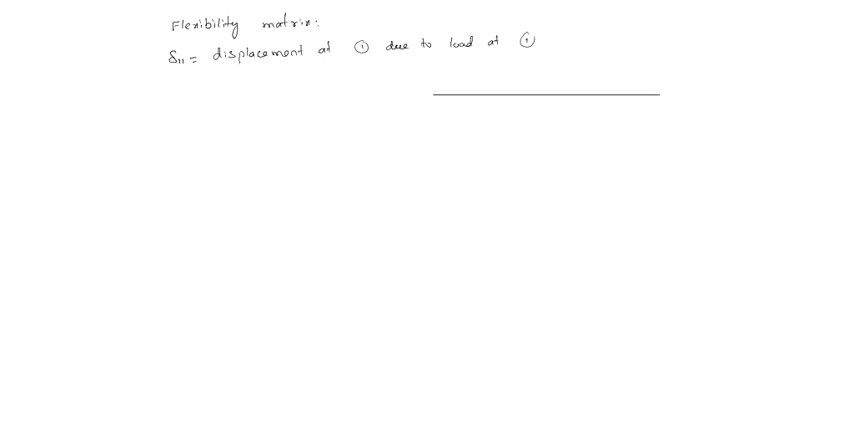 Flexibility matrix:
δ₁₁ = displacement at ① due to load at ①